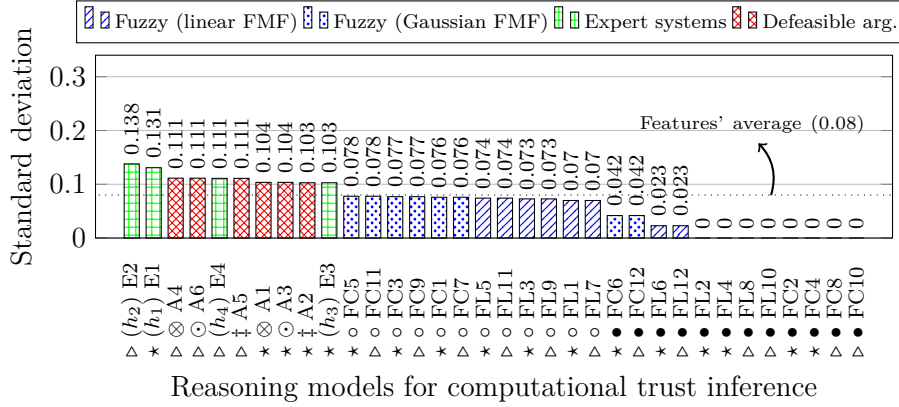 Fuzzy (linear FMF) Fuzzy (Gaussian FMF) Expert systems Defeasible arg.
Standard deviation
0.3
0.2
0.1
0
0.138 0.131 0.111 0.111 0.111 0.111 0.104 0.104 0.103 0.103 0.078 0.078 0.077 0.077 0.076 0.076 0.074 0.074 0.073 0.073 0.07 0.07 0.042 0.042 0.023 0.023 0 0 0 0 0 0 0 0
Features' average (0.08)
▷ (h₂) E2
⋆ (h₁) E1
▷ ⊗ A4
▷ ⊙ A6
▷ (h₄) E4
▷ ‡ A5
⋆ ⊗ A1
⋆ ⊙ A3
⋆ ‡ A2
⋆ (h₃) E3
⋆ ○ FC5
▷ ○ FC11
⋆ ○ FC3
▷ ○ FC9
⋆ ○ FC1
▷ ○ FC7
⋆ ○ FL5
▷ ○ FL11
⋆ ○ FL3
▷ ○ FL9
⋆ ○ FL1
▷ ○ FL7
⋆ ● FC6
▷ ● FC12
⋆ ● FL6
▷ ● FL12
⋆ ● FL2
⋆ ● FL4
▷ ● FL8
▷ ● FL10
⋆ ● FC2
⋆ ● FC4
▷ ● FC8
▷ ● FC10
Reasoning models for computational trust inference